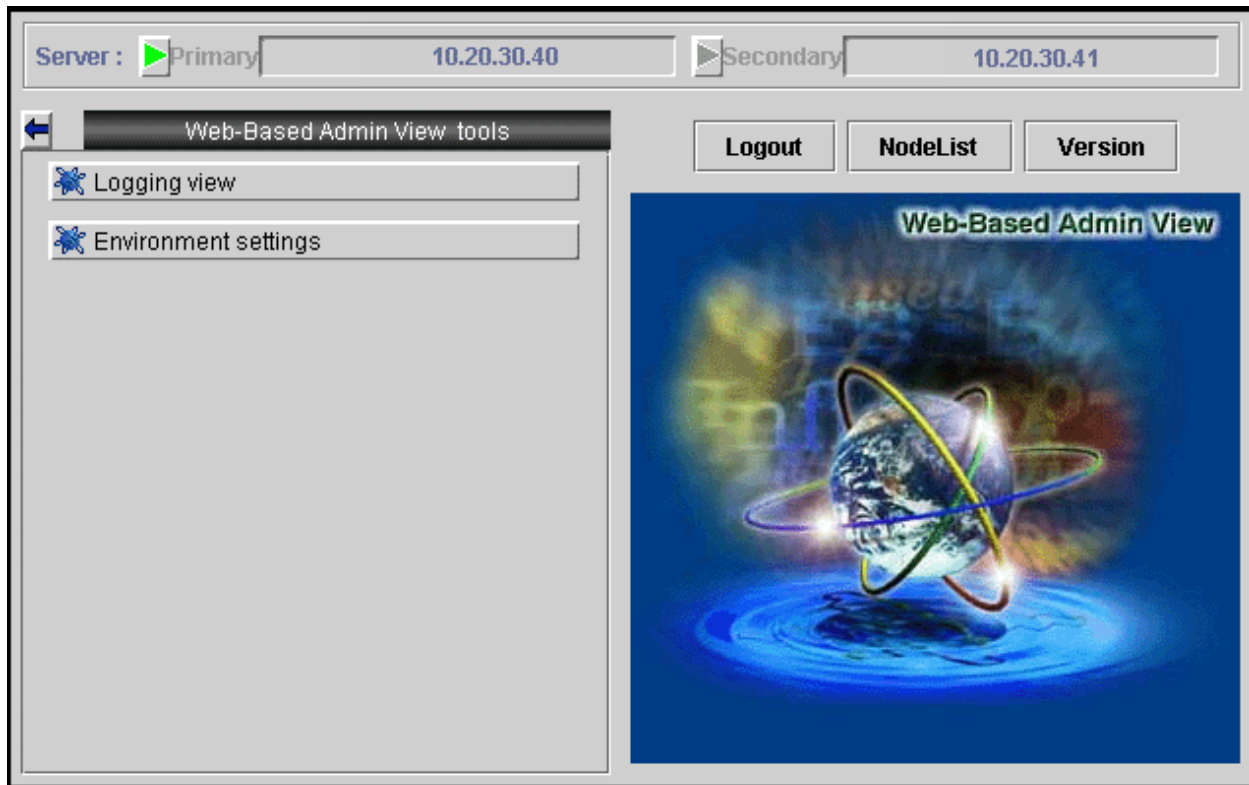 Server : Primary 10.20.30.40 Secondary 10.20.30.41
Web-Based Admin View tools
Logout NodeList Version
Logging view
Environment settings
Web-Based Admin View